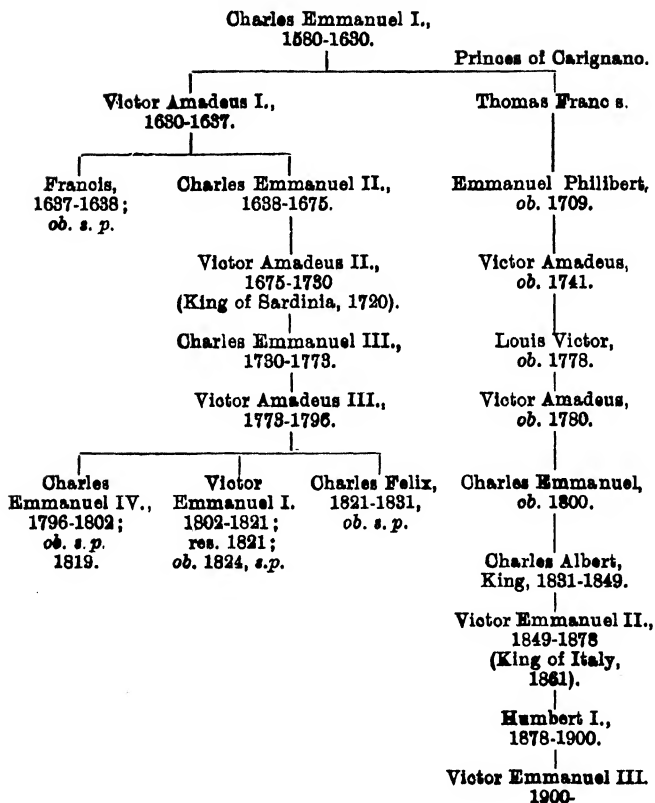 Charles Emmanuel I.,
1580-1630.
Princes of Carignano.
Victor Amadeus I.,
1630-1637.
Thomas Franc s.
Francis,
1637-1638;
ob. s. p.
Charles Emmanuel II.,
1638-1675.
Emmanuel Philibert,
ob. 1709.
Victor Amadeus II.,
1675-1730
(King of Sardinia, 1720).
Victor Amadeus,
ob. 1741.
Charles Emmanuel III.,
1730-1773.
Louis Victor,
ob. 1778.
Victor Amadeus III.,
1773-1796.
Victor Amadeus,
ob. 1780.
Charles
Emmanuel IV.,
1796-1802;
ob. s. p.
1819.
Victor
Emmanuel I.
1802-1821;
res. 1821;
ob. 1824, s.p.
Charles Felix,
1821-1831,
ob. s. p.
Charles Emmanuel,
ob. 1800.
Charles Albert,
King, 1831-1849.
Victor Emmanuel II.,
1849-1878
(King of Italy,
1861).
Humbert I.,
1878-1900.
Victor Emmanuel III.
1900-